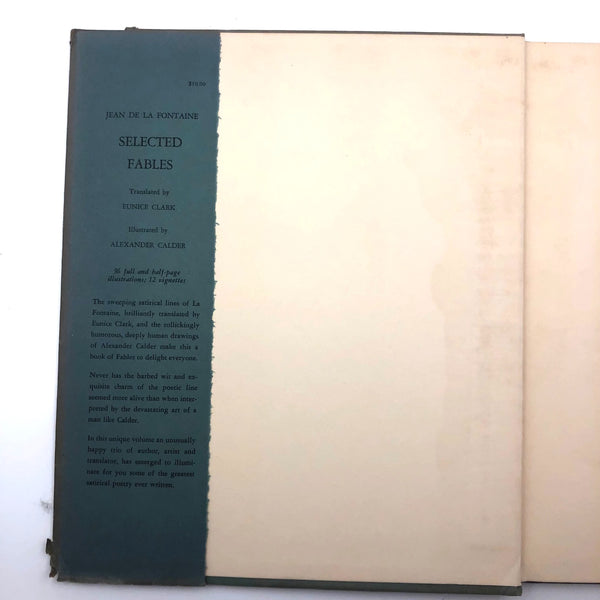 $10.00
JEAN DE LA FONTAINE
SELECTED
FABLES
Translated by
EUNICE CLARK
Illustrated by
ALEXANDER CALDER
36 full and half-page
illustrations; 12 vignettes
The sweeping satirical lines of La
Fontaine, brilliantly translated by
Eunice Clark, and the rollickingly
humorous, deeply human drawings
of Alexander Calder make this a
book of Fables to delight everyone.
Never has the barbed wit and ex-
quisite charm of the poetic line
seemed more alive than when inter-
preted by the devastating art of a
man like Calder.
In this unique volume an unusually
happy trio of author, artist and
translator, has emerged to illumi-
nate for you some of the greatest
satirical poetry ever written.